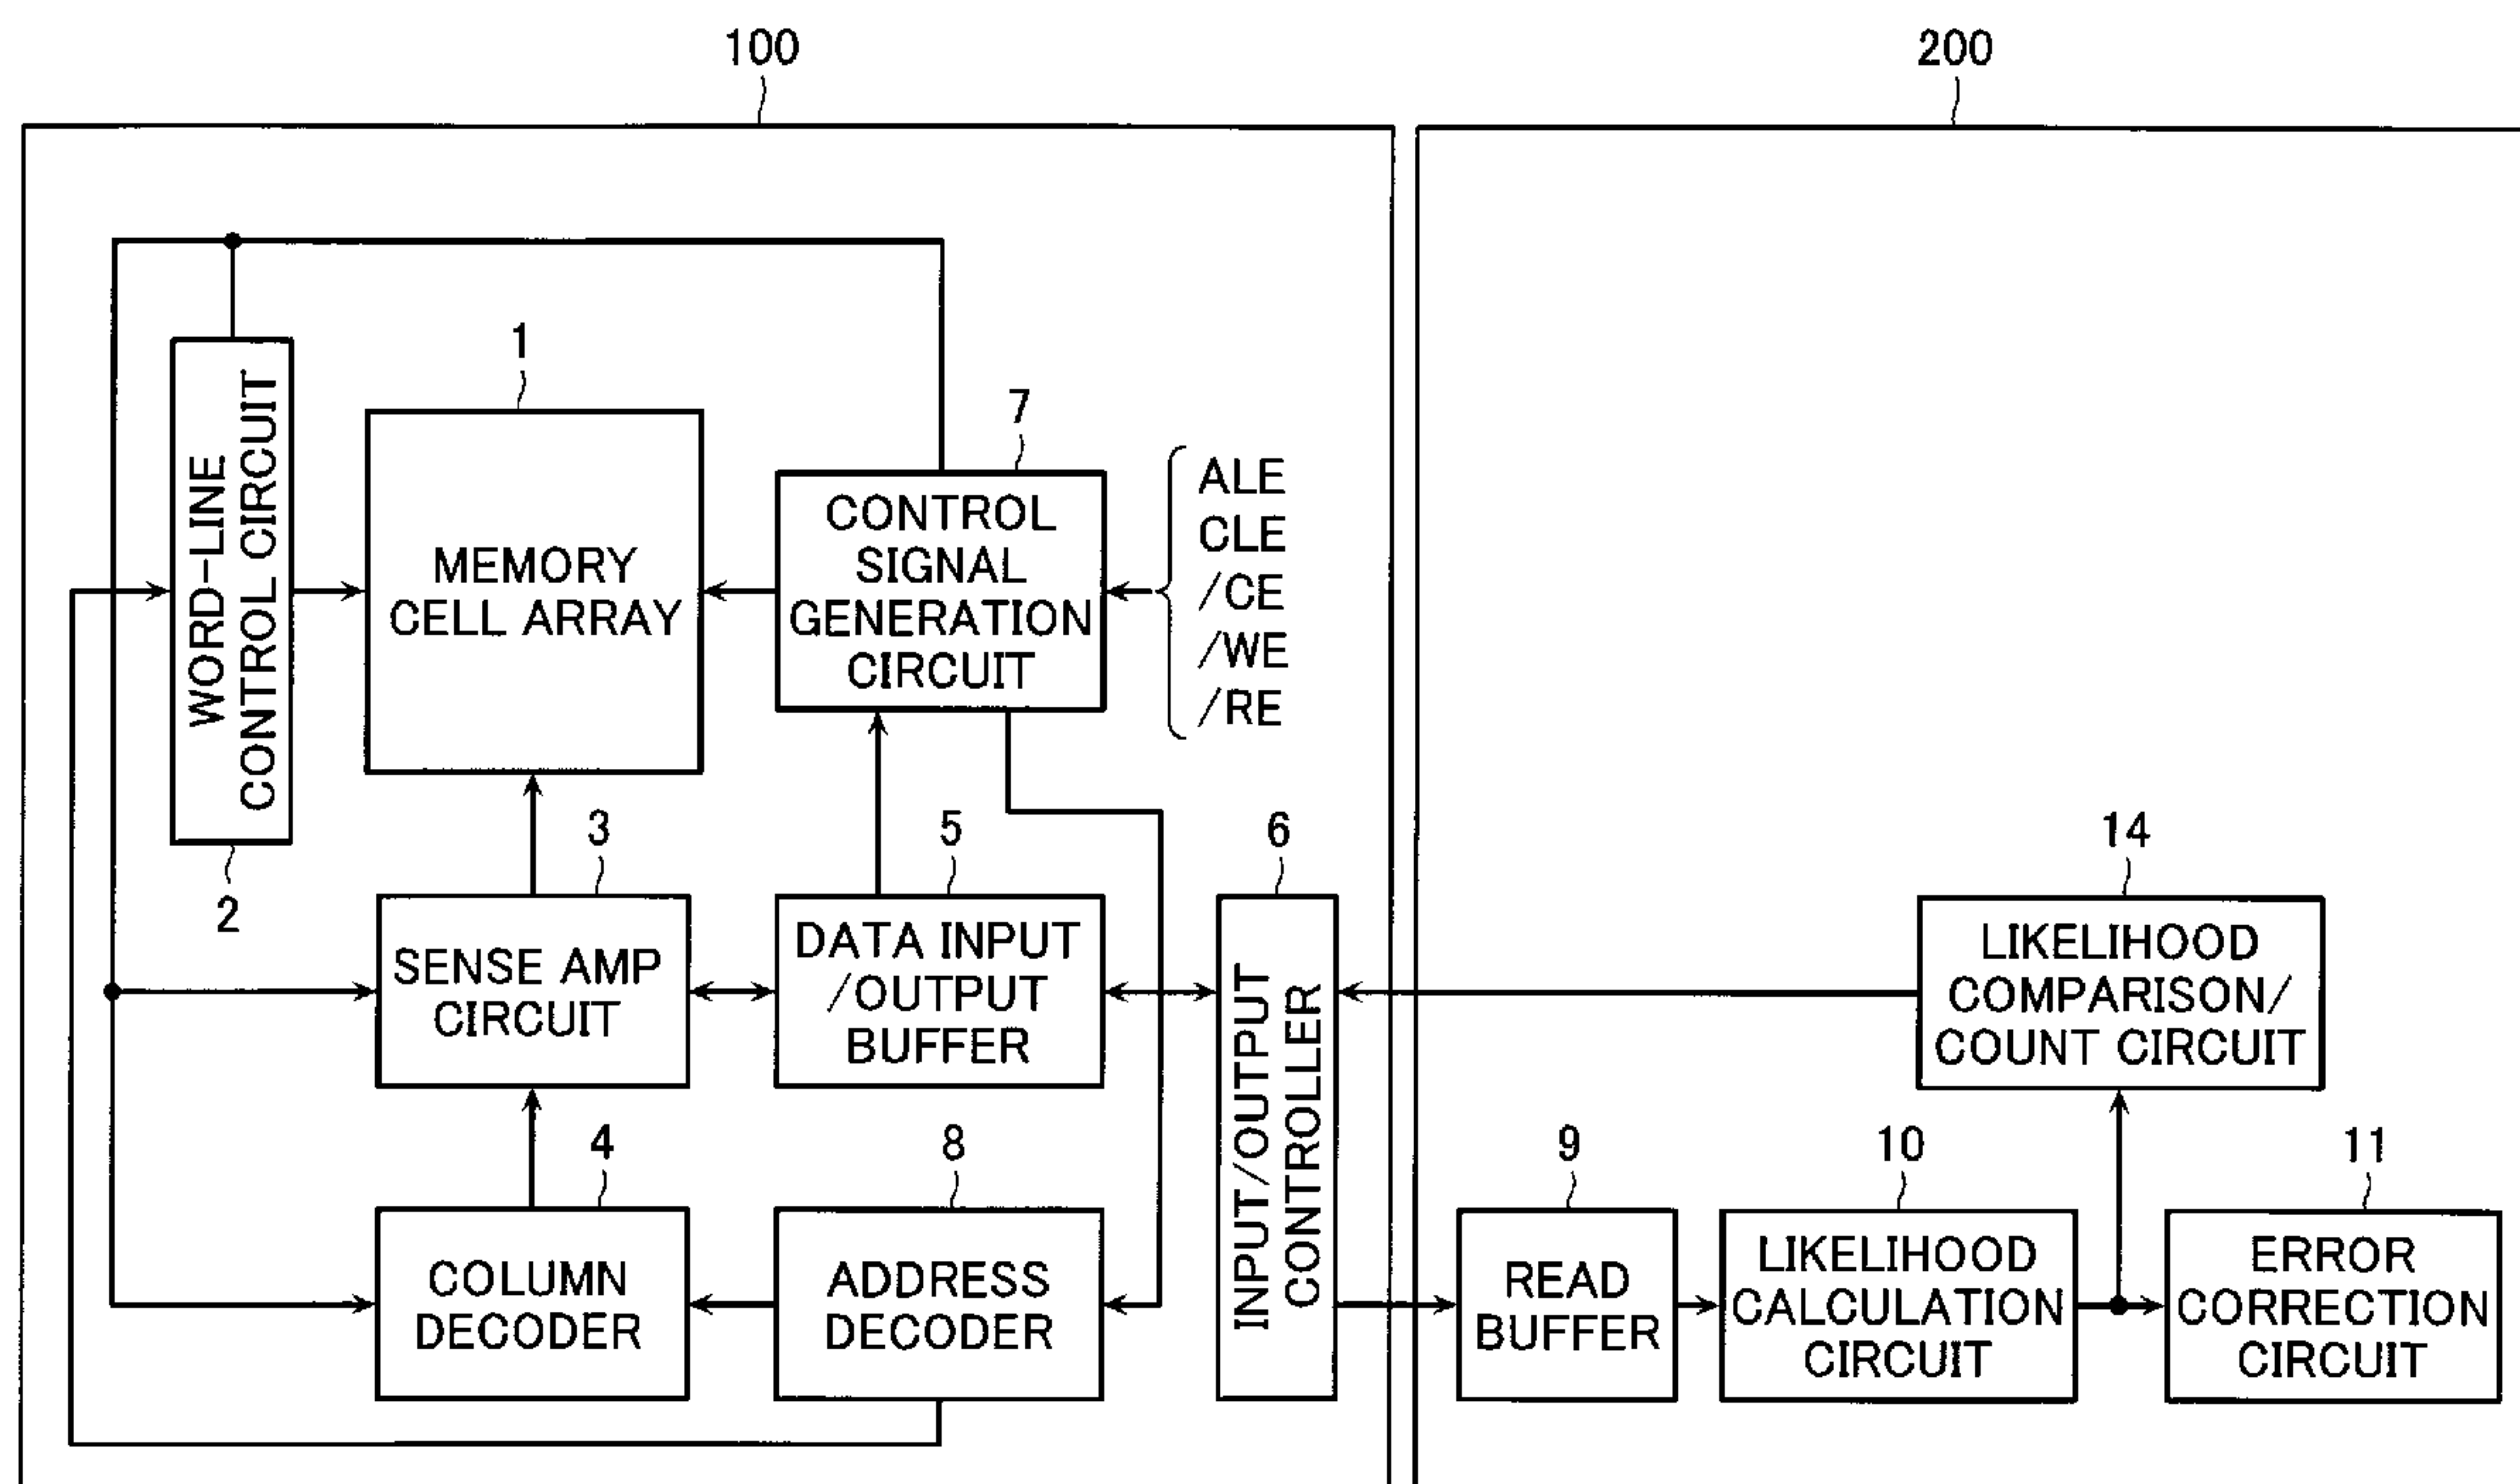 100
200
1
7
WORD-LINE
CONTROL CIRCUIT
2
MEMORY
CELL ARRAY
CONTROL
SIGNAL
GENERATION
CIRCUIT
ALE
CLE
/CE
/WE
/RE
3
5
6
14
SENSE AMP
CIRCUIT
DATA INPUT
/OUTPUT
BUFFER
INPUT/OUTPUT
CONTROLLER
LIKELIHOOD
COMPARISON/
COUNT CIRCUIT
4
8
9
10
11
COLUMN
DECODER
ADDRESS
DECODER
READ
BUFFER
LIKELIHOOD
CALCULATION
CIRCUIT
ERROR
CORRECTION
CIRCUIT